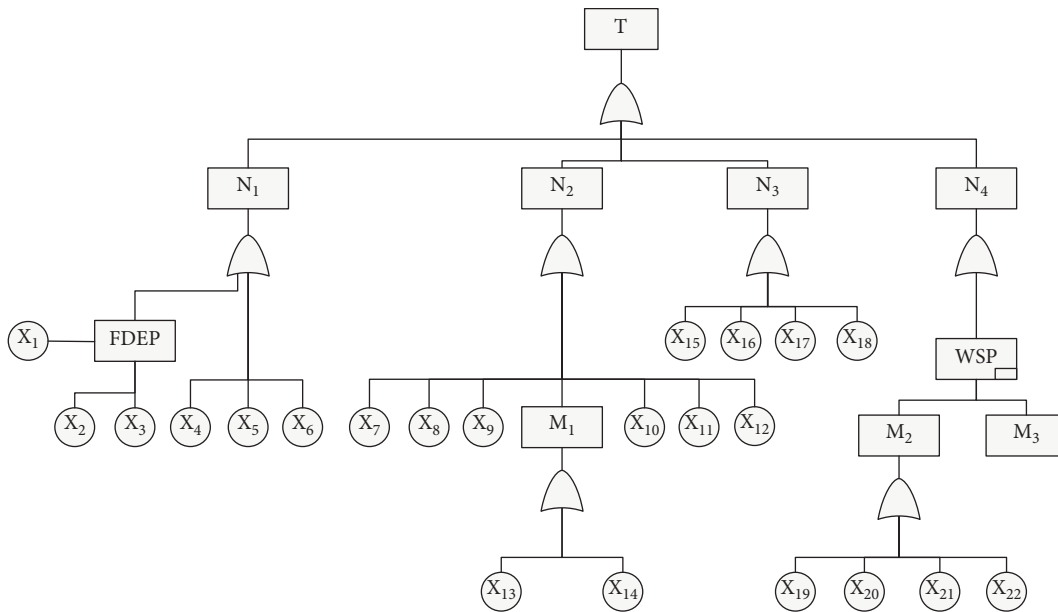 T
N₁ N₂ N₃ N₄
X₁ FDEP X₁₅ X₁₆ X₁₇ X₁₈ WSP
X₂ X₃ X₄ X₅ X₆ X₇ X₈ X₉ M₁ X₁₀ X₁₁ X₁₂ M₂ M₃
X₁₃ X₁₄ X₁₉ X₂₀ X₂₁ X₂₂